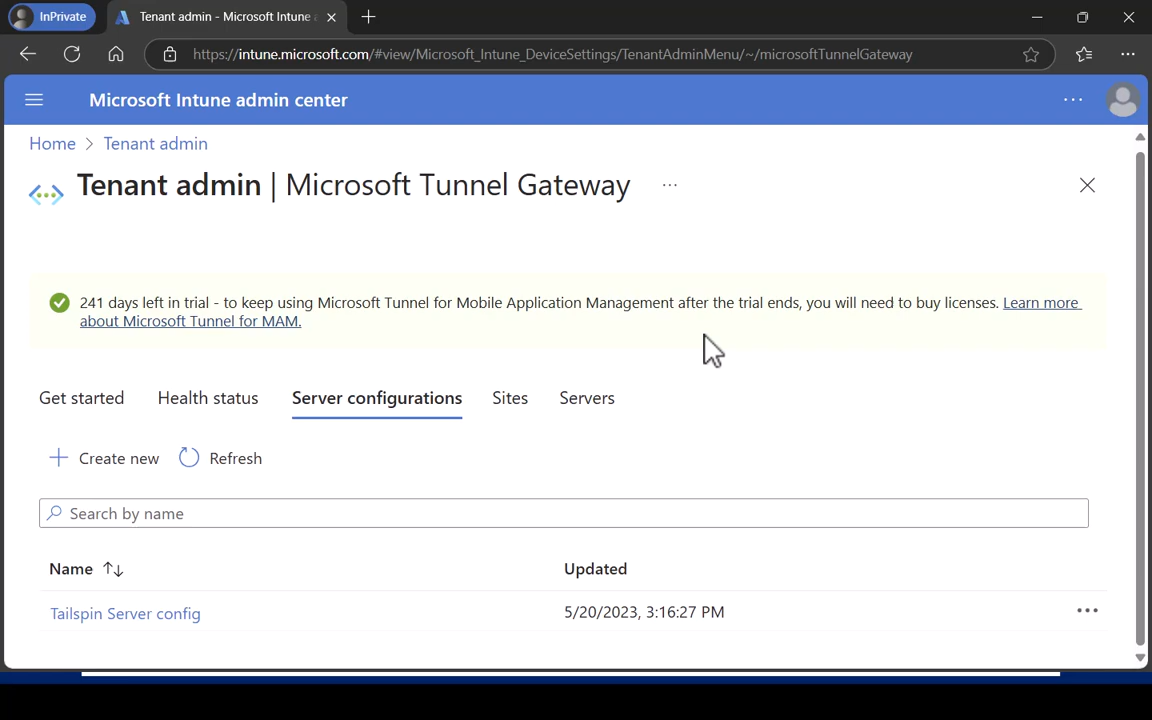 InPrivate
Tenant admin - Microsoft Intune
https://intune.microsoft.com/#view/Microsoft_Intune_DeviceSettings/TenantAdminMenu/~/microsoftTunnelGateway
Microsoft Intune admin center
Home > Tenant admin
Tenant admin | Microsoft Tunnel Gateway
241 days left in trial - to keep using Microsoft Tunnel for Mobile Application Management after the trial ends, you will need to buy licenses. Learn more
about Microsoft Tunnel for MAM.
Get started Health status Server configurations Sites Servers
Create new Refresh
Search by name
Name Updated
Tailspin Server config 5/20/2023, 3:16:27 PM